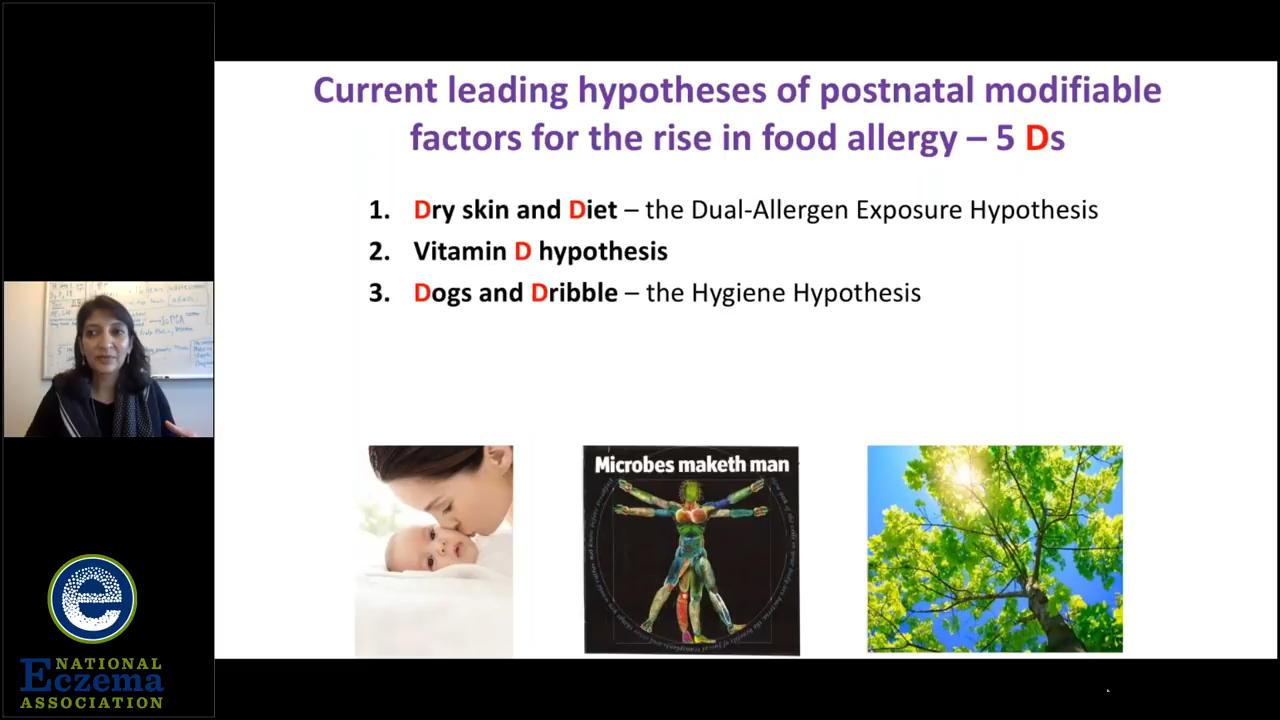 Current leading hypotheses of postnatal modifiable
factors for the rise in food allergy – 5 Ds
1. Dry skin and Diet – the Dual-Allergen Exposure Hypothesis
2. Vitamin D hypothesis
3. Dogs and Dribble – the Hygiene Hypothesis
Microbes maketh man
e
NATIONAL
Eczema
ASSOCIATION